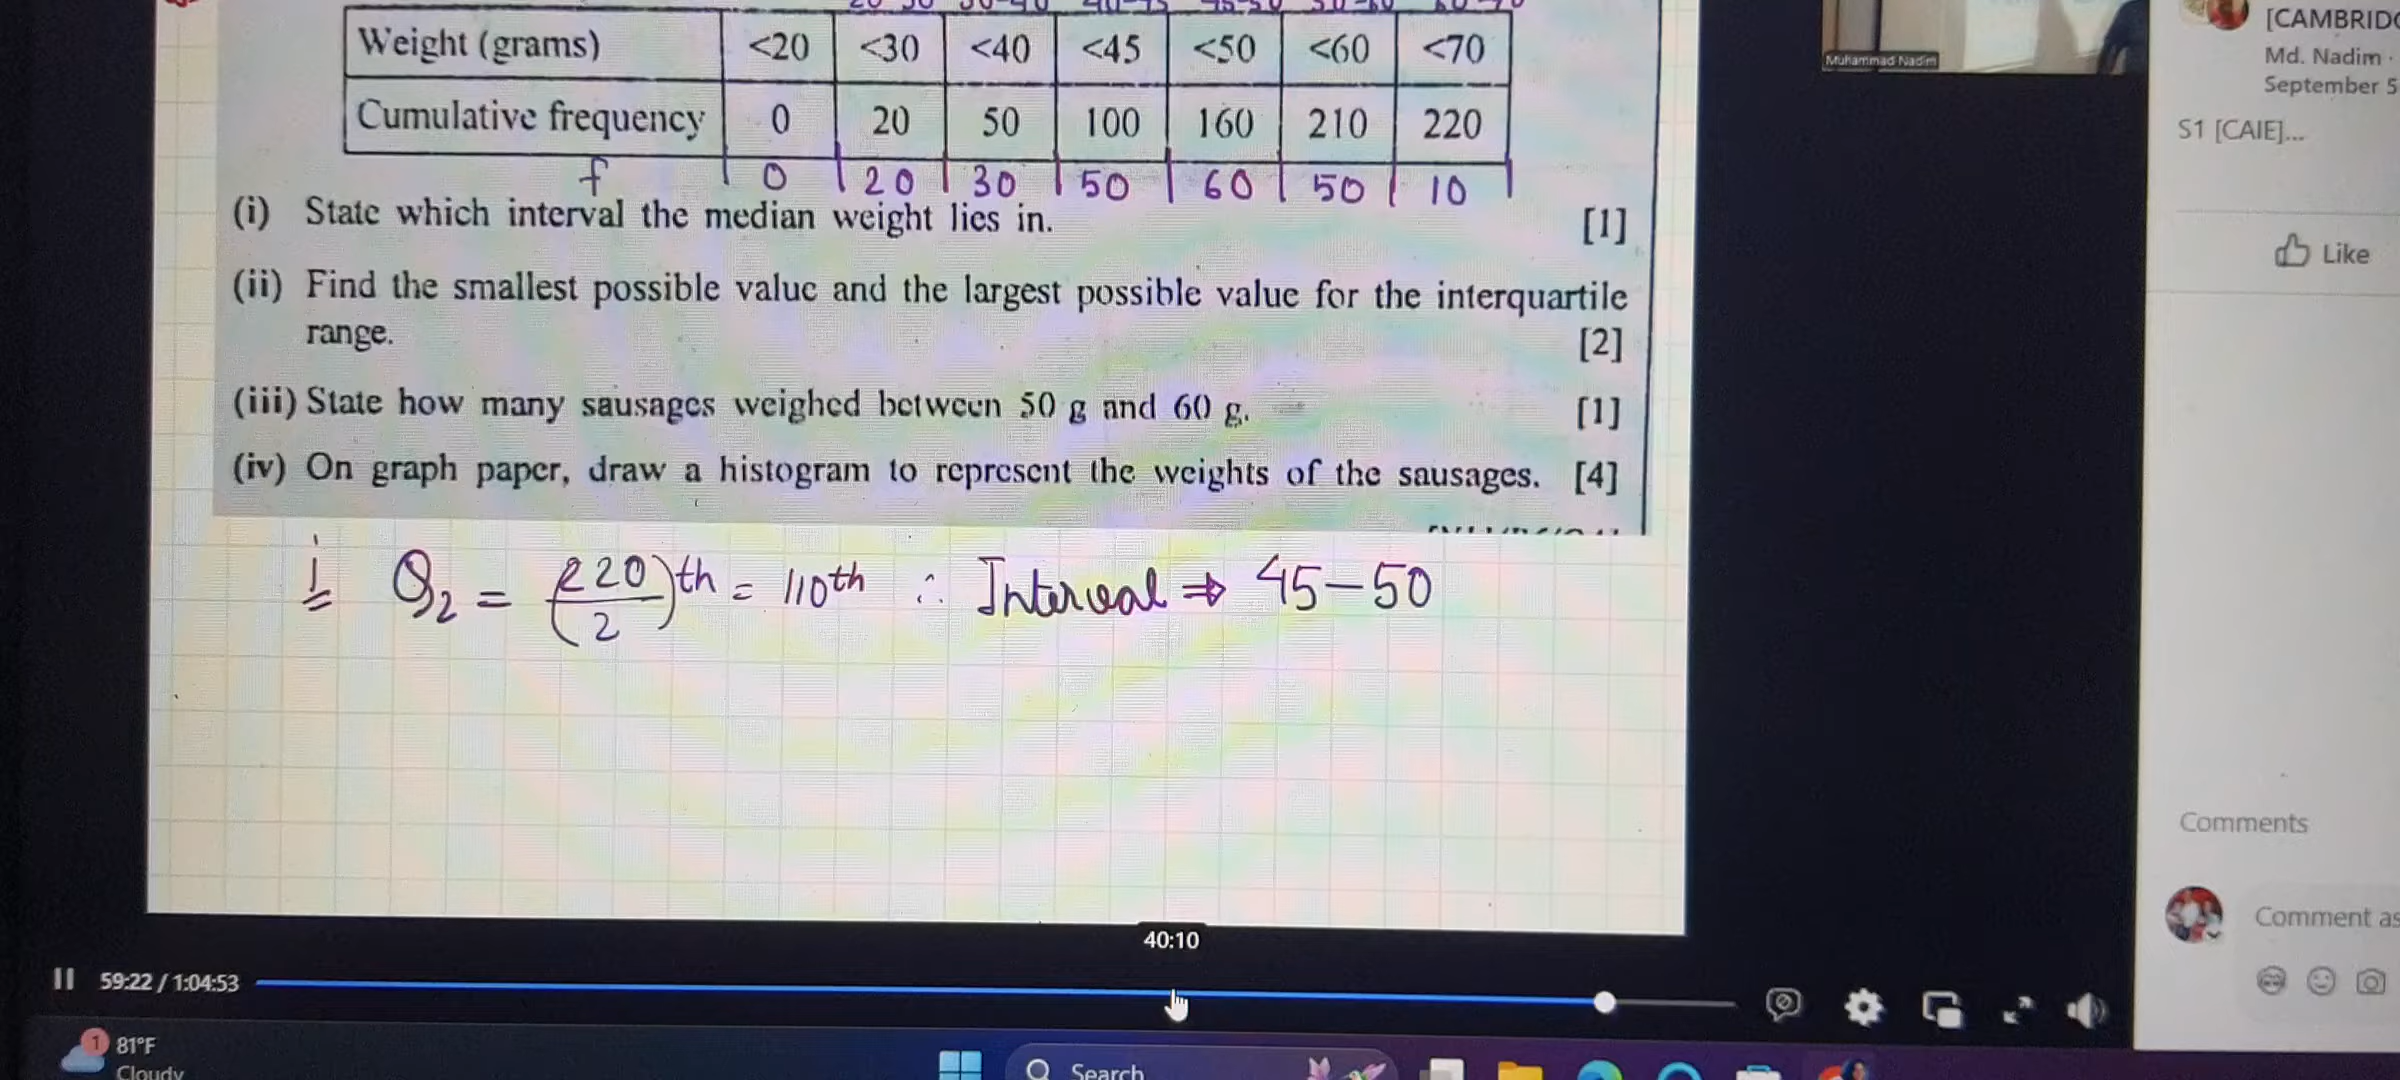 Weight (grams) <20 <30 <40 <45 <50 <60 <70
Cumulative frequency 0 20 50 100 160 210 220
f 0 20 30 50 60 50 10
(i) State which interval the median weight lies in. [1]
(ii) Find the smallest possible value and the largest possible value for the interquartile
range. [2]
(iii) State how many sausages weighed between 50 g and 60 g. [1]
(iv) On graph paper, draw a histogram to represent the weights of the sausages. [4]
i Q2 = (220/2)th = 110th ∴ Interval ⇒ 45–50
40:10
59:22 / 1:04:53
1
81°F
Cloudy
Search
Muhammad Nadim
[CAMBRIDG
Md. Nadim ·
September 5
S1 [CAIE]...
Like
Comments
Comment as